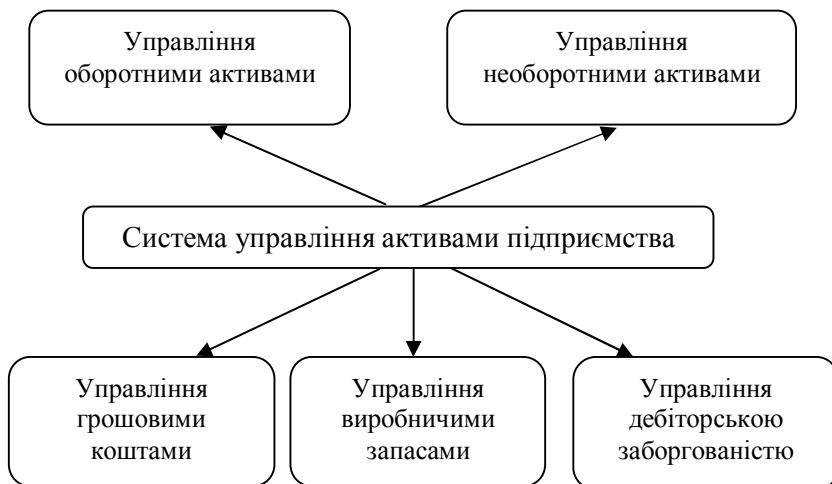 Управління
оборотними активами
Управління
необоротними активами
Система управління активами підприємства
Управління
грошовими
коштами
Управління
виробничими
запасами
Управління
дебіторською
заборгованістю